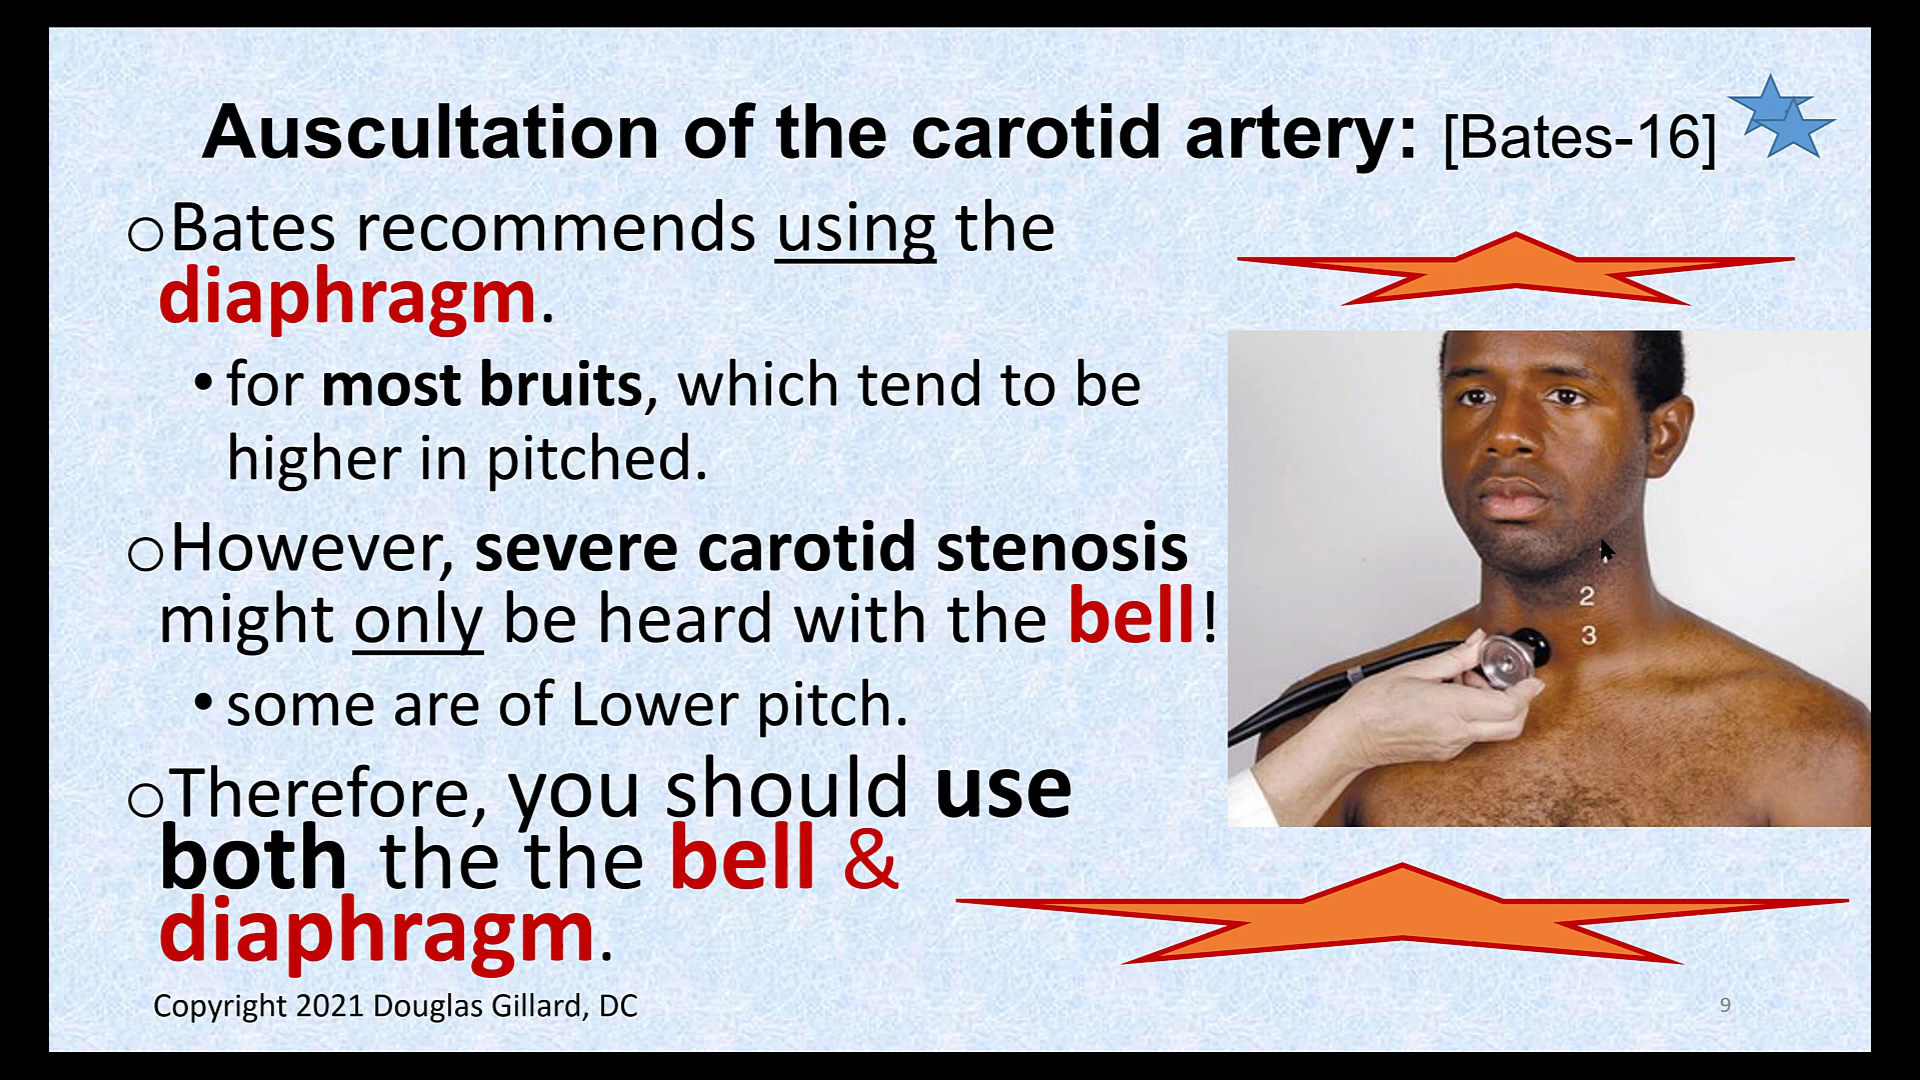 Auscultation of the carotid artery: [Bates-16]
oBates recommends using the
diaphragm.
•for most bruits, which tend to be
higher in pitched.
oHowever, severe carotid stenosis
might only be heard with the bell!
•some are of Lower pitch.
oTherefore, you should use
both the the bell &
diaphragm.
2
3
Copyright 2021 Douglas Gillard, DC
9